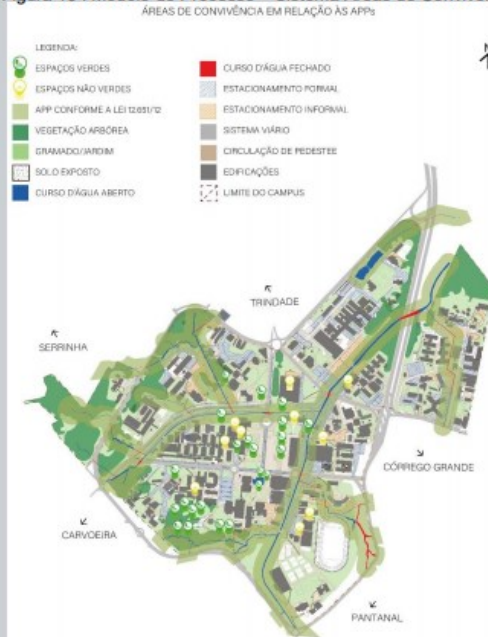 ÁREAS DE CONVIVÊNCIA EM RELAÇÃO ÀS APPs
LEGENDA:
ESPAÇOS VERDES
ESPAÇOS NÃO VERDES
APP CONFORME A LEI 12651/12
VEGETAÇÃO ARBÓREA
GRAMADO/JARDIM
SOLO EXPOSTO
CURSO D'ÁGUA ABERTO
CURSO D'ÁGUA FECHADO
ESTACIONAMENTO FORMAL
ESTACIONAMENTO INFORMAL
SISTEMA VIÁRIO
CIRCULAÇÃO DE PEDESTEE
EDIFICAÇÕES
LIMITE DO CAMPUS
TRINDADE
SERRINHA
CÓRREGO GRANDE
CARVOEIRA
PANTANAL